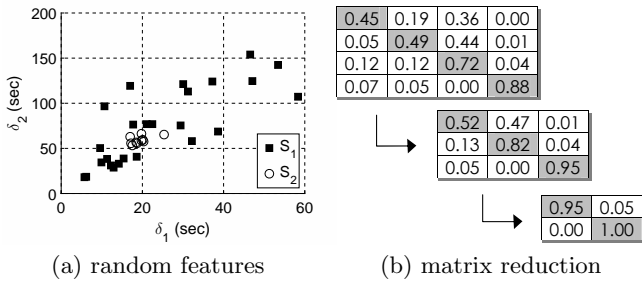 200
150
100
50
0
δ2 (sec)
0 20 40 60
δ1 (sec)
S1
S2
(a) random features
0.45 0.19 0.36 0.00
0.05 0.49 0.44 0.01
0.12 0.12 0.72 0.04
0.07 0.05 0.00 0.88
0.52 0.47 0.01
0.13 0.82 0.04
0.05 0.00 0.95
0.95 0.05
0.00 1.00
(b) matrix reduction